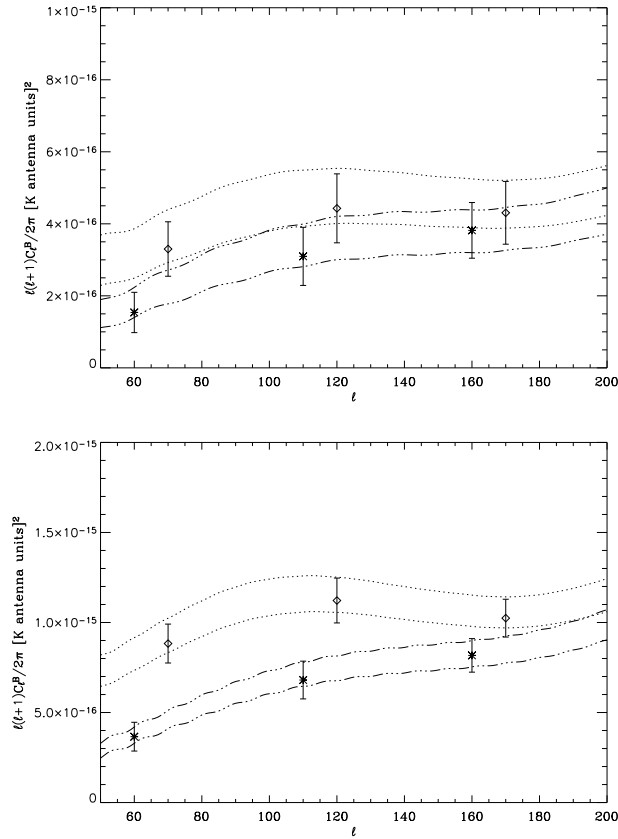 1×10⁻¹⁵
8×10⁻¹⁶
6×10⁻¹⁶
4×10⁻¹⁶
2×10⁻¹⁶
0
ℓ(ℓ+1)Cℓᴮ/2π [K antenna units]²
60 80 100 120 140 160 180 200
ℓ
2.0×10⁻¹⁵
1.5×10⁻¹⁵
1.0×10⁻¹⁵
5.0×10⁻¹⁶
0
ℓ(ℓ+1)Cℓᴮ/2π [K antenna units]²
60 80 100 120 140 160 180 200
ℓ